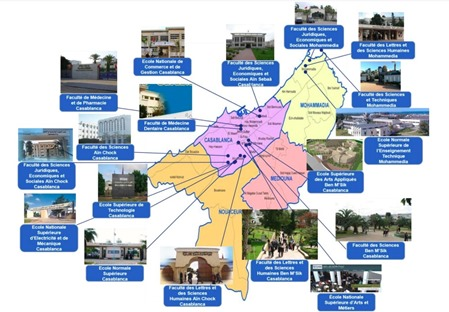 Faculté des Sciences
Juridiques,
Economiques et
Sociales Mohammedia
Faculté des Lettres et
des Sciences Humaines
Mohammedia
Ecole Nationale de
Commerce et de
Gestion Casablanca
Faculté des Sciences
Juridiques,
Economiques et
Sociales Ain Sebaâ
Casablanca
Faculté de Médecine
et de Pharmacie
Casablanca
Faculté des Sciences
et Techniques
Mohammedia
MOHAMMADIA
Faculté de Médecine
Dentaire Casablanca
Ecole Normale
Supérieure de
l'Enseignement
Technique
Mohammedia
CASABLANCA
Faculté des Sciences
Aïn Chock
Casablanca
Faculté des Sciences
Juridiques,
Economiques et
Sociales Aïn Chock
Casablanca
MEDIOUNA
Ecole Supérieure
des Arts Appliqués
Ben M'Sik
Casablanca
Ecole Supérieure de
Technologie
Casablanca
NOUACEUR
Ecole Nationale
Supérieure
d'Electricité et de
Mécanique
Casablanca
Faculté des Sciences
Ben M'Sik
Casablanca
Ecole Normale
Supérieure
Casablanca
Faculté des Lettres et
des Sciences
Humaines Aïn Chock
Casablanca
Faculté des Lettres et
des Sciences
Humaines Ben M'Sik
Casablanca
Ecole Nationale
Supérieure d'Arts et
Métiers